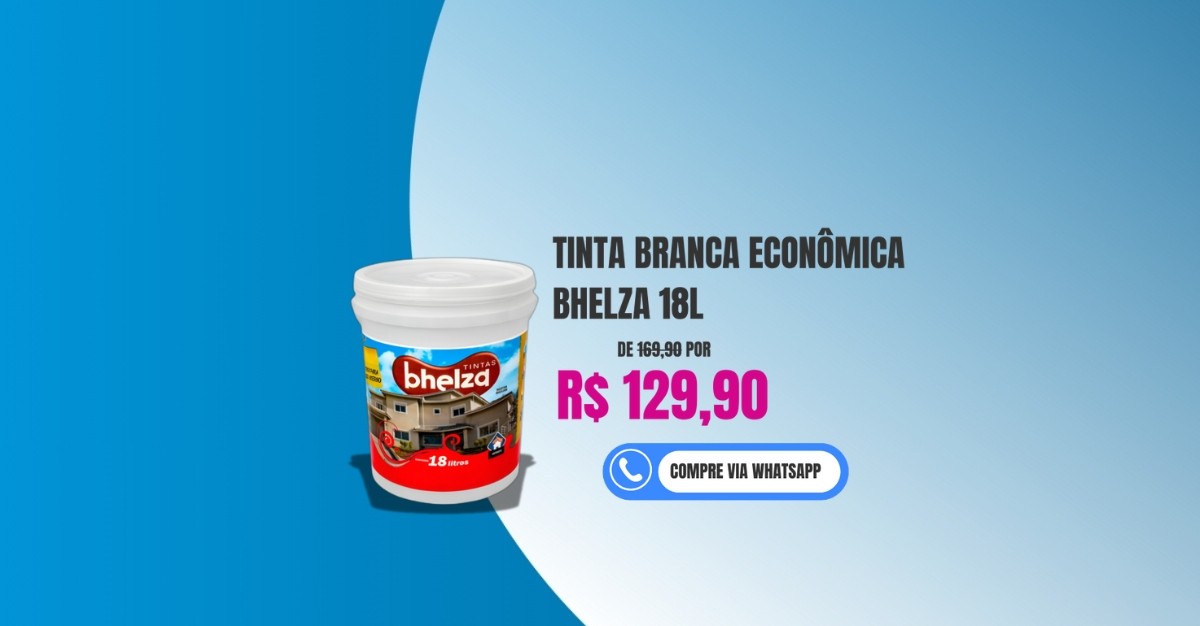 TINTA BRANCA ECONÔMICA
BHELZA 18L
DE 169,90 POR
R$ 129,90
COMPRE VIA WHATSAPP
TINTAS
bhelza
18 litros